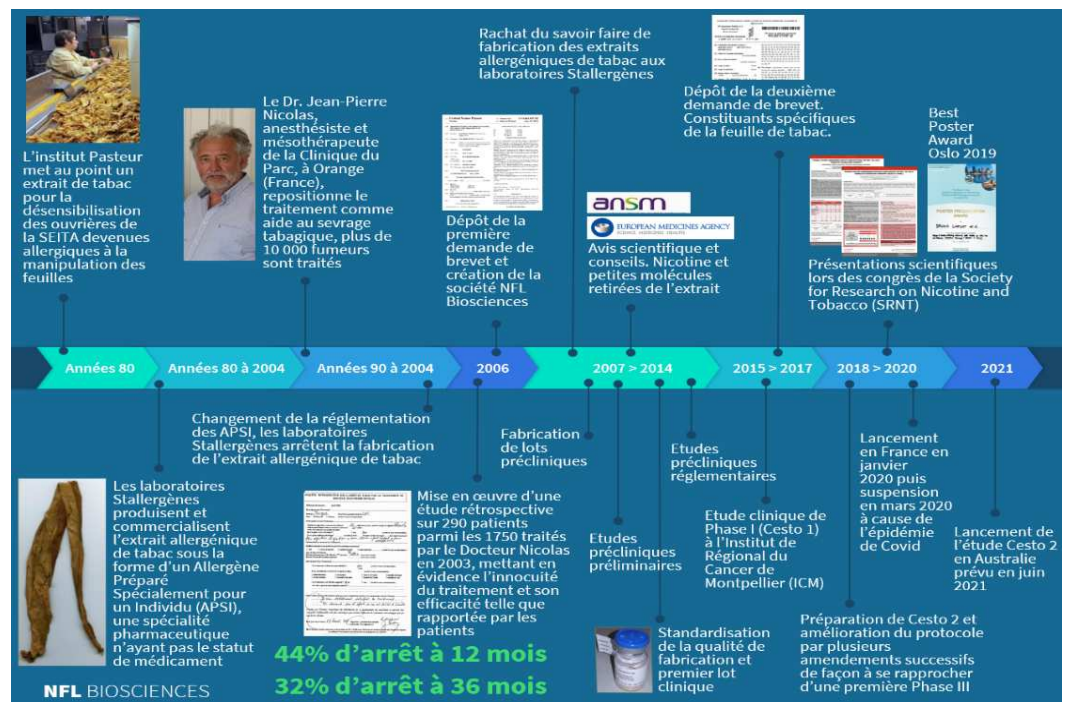 L'institut Pasteur
met au point un
extrait de tabac
pour la
désensibilisation
des ouvrières de
la SEITA devenues
allergiques à la
manipulation des
feuilles
Le Dr. Jean-Pierre
Nicolas,
anesthésiste et
mésothérapeute
de la Clinique du
Parc, à Orange
(France),
repositionne le
traitement comme
aide au sevrage
tabagique, plus de
10 000 fumeurs
sont traités
Dépôt de la
première
demande de
brevet et
création de la
société NFL
Biosciences
Rachat du savoir faire de
fabrication des extraits
allergéniques de tabac aux
laboratoires Stallergènes
ansm
EUROPEAN MEDICINES AGENCY
SCIENCE MEDICINES HEALTH
Avis scientifique et
conseils. Nicotine et
petites molécules
retirées de l'extrait
Dépôt de la deuxième
demande de brevet.
Constituants spécifiques
de la feuille de tabac.
Best
Poster
Award
Oslo 2019
Présentations scientifiques
lors des congrès de la Society
for Research on Nicotine and
Tobacco (SRNT)
Années 80
Années 80 à 2004
Années 90 à 2004
2006
2007 > 2014
2015 > 2017
2018 > 2020
2021
Les laboratoires
Stallergènes
produisent et
commercialisent
l'extrait allergénique
de tabac sous la
forme d'un Allergène
Préparé
Spécialement pour
un Individu (APSI),
une spécialité
pharmaceutique
n'ayant pas le statut
de médicament
Changement de la réglementation
des APSI, les laboratoires
Stallergènes arrêtent la fabrication
de l'extrait allergénique de tabac
Mise en œuvre d'une
étude rétrospective
sur 290 patients
parmi les 1750 traités
par le Docteur Nicolas
en 2003, mettant en
évidence l'innocuité
du traitement et son
efficacité telle que
rapportée par les
patients
44% d'arrêt à 12 mois
32% d'arrêt à 36 mois
Fabrication
de lots
précliniques
Etudes
précliniques
préliminaires
Standardisation
de la qualité de
fabrication et
premier lot
clinique
Etudes
précliniques
réglementaires
Etude clinique de
Phase I (Cesto 1)
à l'Institut de
Régional du
Cancer de
Montpellier (ICM)
Préparation de Cesto 2 et
amélioration du protocole
par plusieurs
amendements successifs
de façon à se rapprocher
d'une première Phase III
Lancement
en France en
janvier
2020 puis
suspension
en mars 2020
à cause de
l'épidémie
de Covid
Lancement de
l'étude Cesto 2
en Australie
prévu en juin
2021
NFL BIOSCIENCES